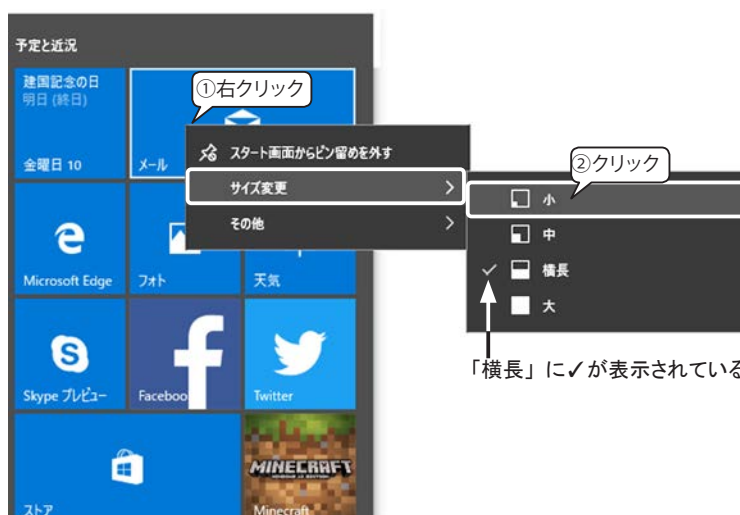 予定と近況
建国記念の日
明日 (終日)
金曜日 10
メール
①右クリック
スタート画面からピン留めを外す
サイズ変更
その他
②クリック
小
中
横長
大
「横長」に✓が表示されている
Microsoft Edge
フォト
天気
Skype プレビュー
Faceboo
Twitter
ストア
MINECRAFT
WINDOWS 10 EDITION
Minecraft